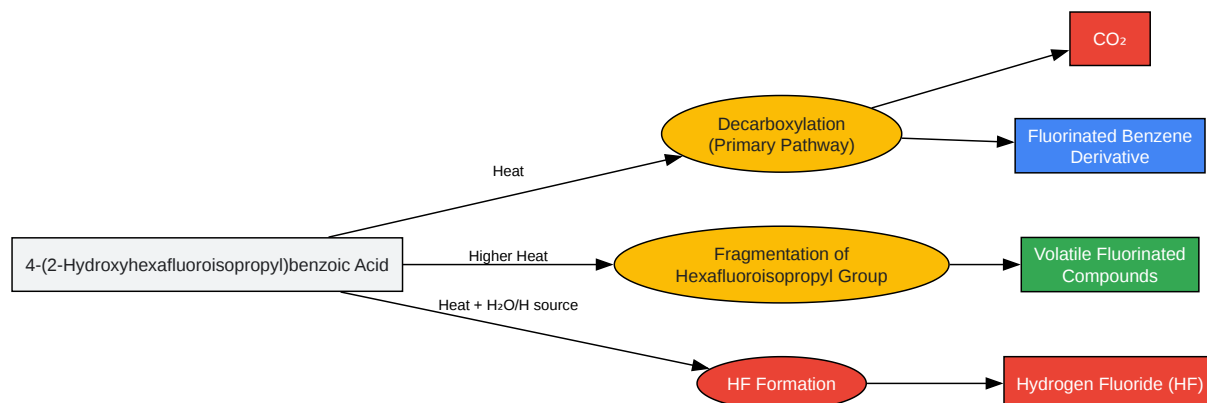 CO₂
Decarboxylation
(Primary Pathway)
Fluorinated Benzene
Derivative
Heat
4-(2-Hydroxyhexafluoroisopropyl)benzoic Acid
Higher Heat
Fragmentation of
Hexafluoroisopropyl Group
Volatile Fluorinated
Compounds
Heat + H₂O/H source
HF Formation
Hydrogen Fluoride (HF)